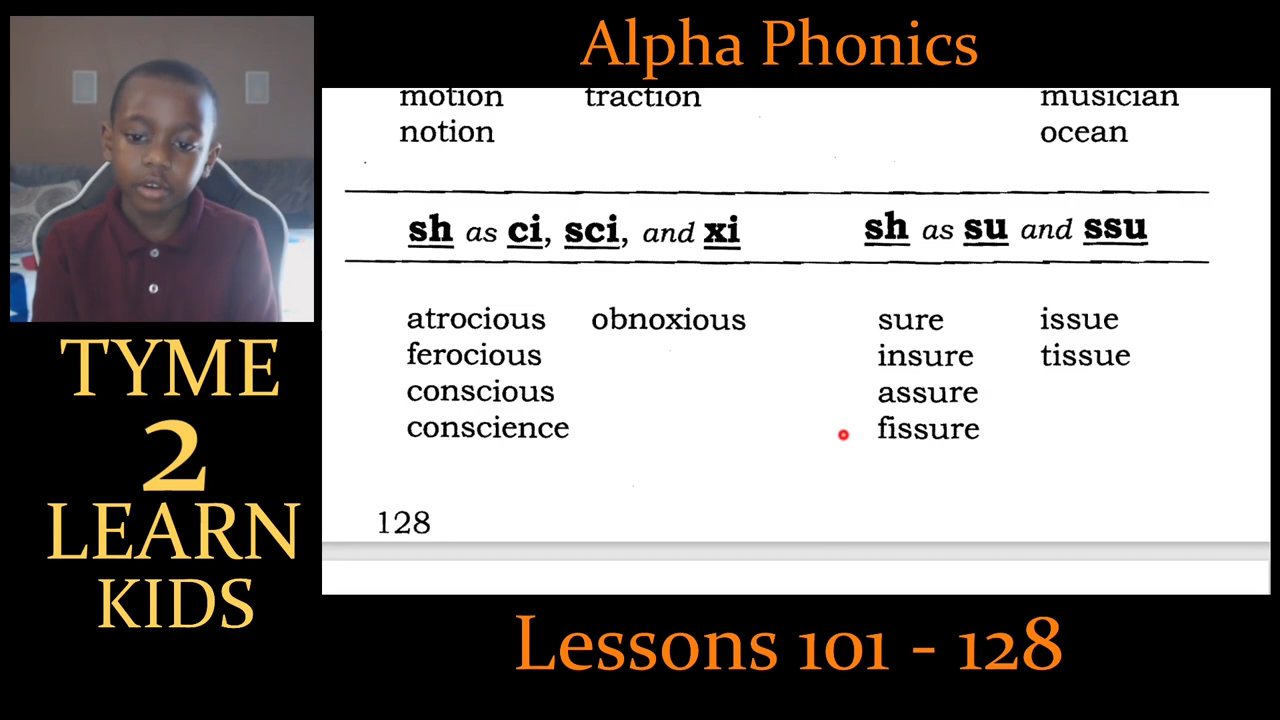 Alpha Phonics
motion traction musician
notion ocean
sh as ci, sci, and xi sh as su and ssu
atrocious obnoxious sure issue
ferocious insure tissue
conscious assure
conscience fissure
128
TYME
2
LEARN
KIDS
Lessons 101 - 128